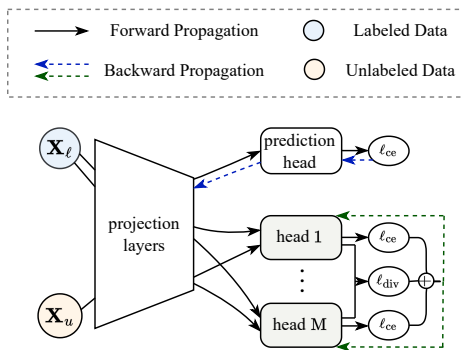 Forward Propagation
Labeled Data
Backward Propagation
Unlabeled Data
𝐗ℓ
prediction
head
ℓce
projection
layers
head 1
ℓce
⋮
ℓdiv
+
𝐗u
head M
ℓce